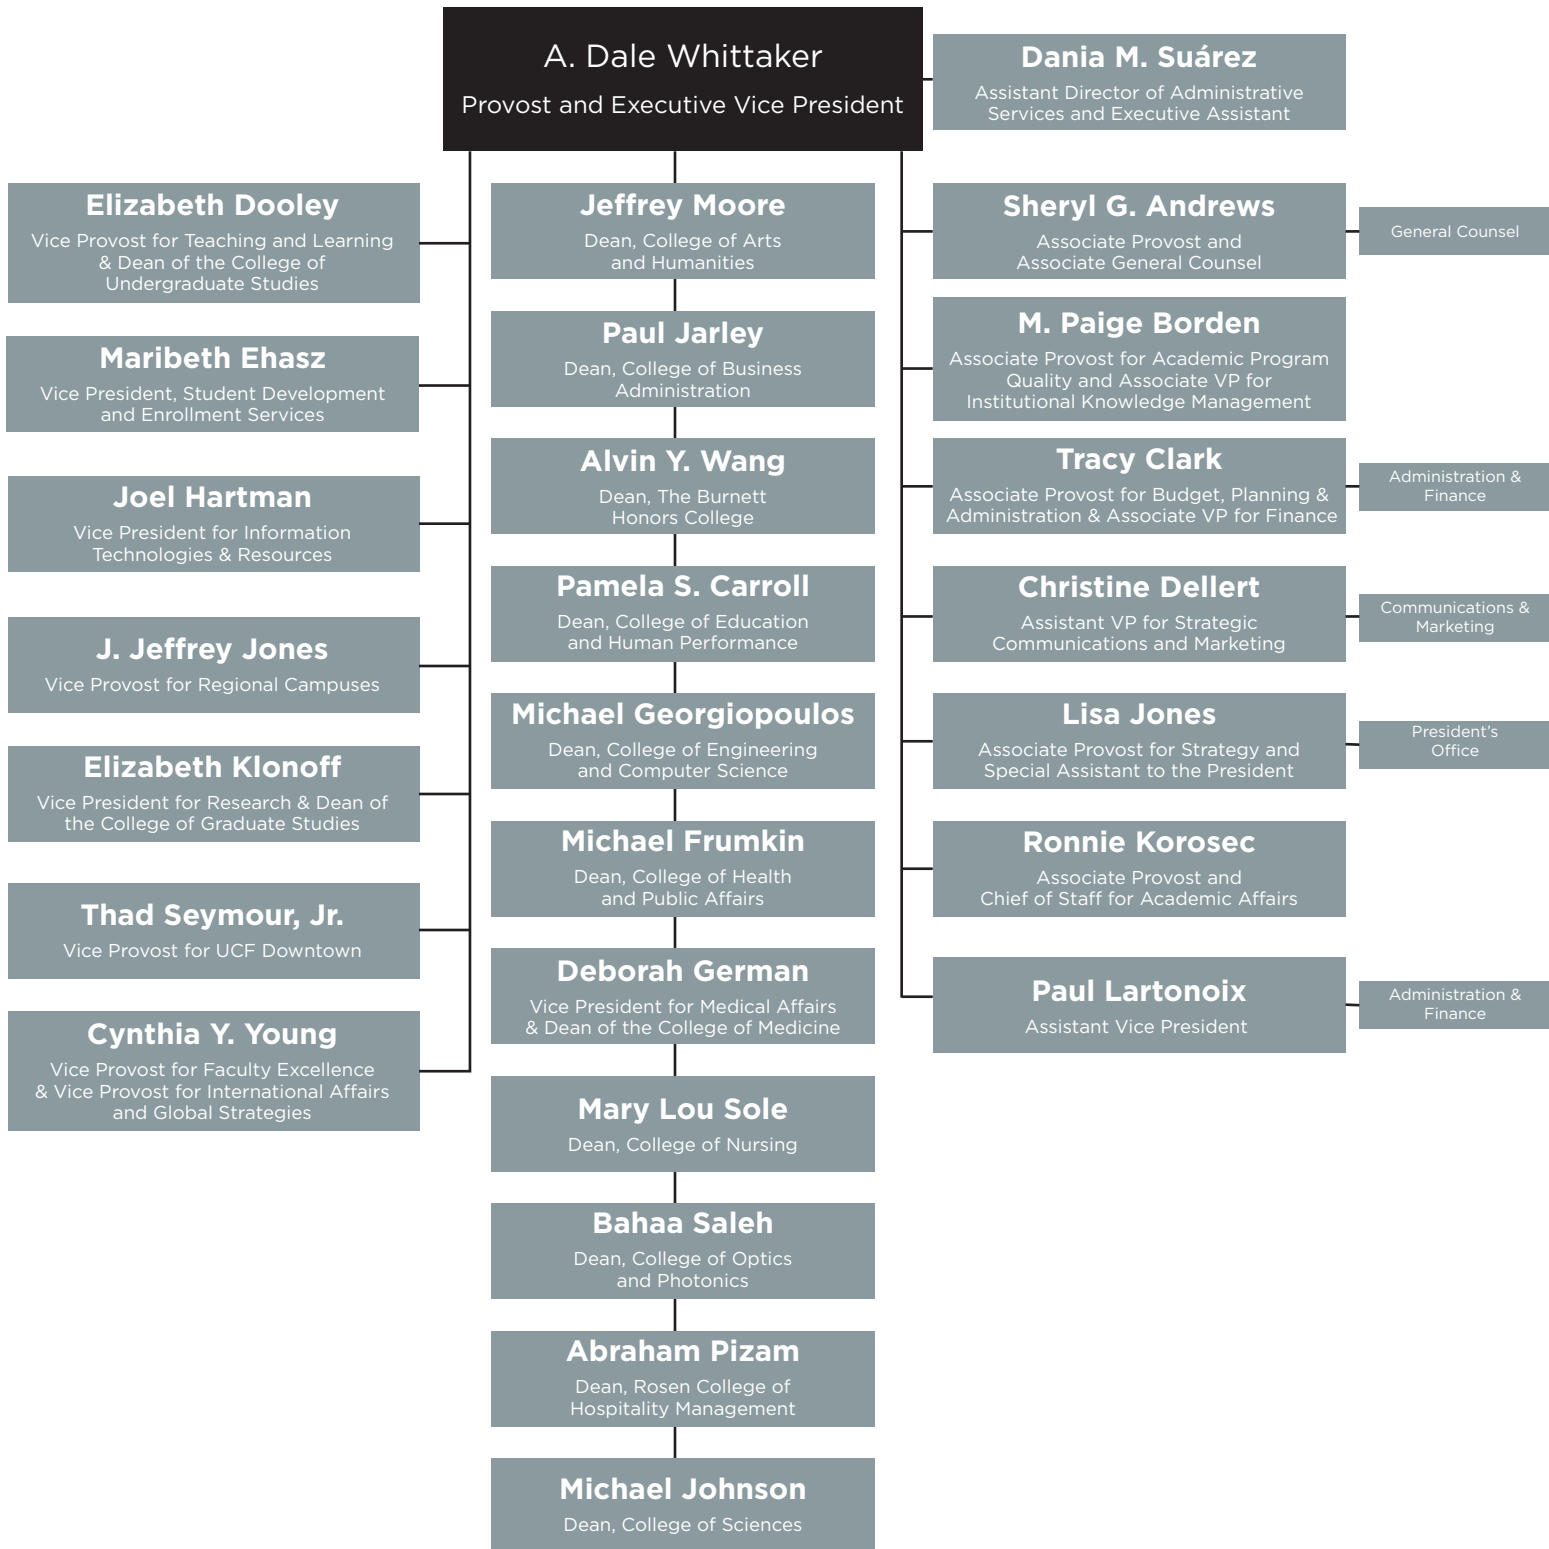 A. Dale Whittaker
Provost and Executive Vice President
Dania M. Suárez
Assistant Director of Administrative
Services and Executive Assistant
Elizabeth Dooley
Vice Provost for Teaching and Learning
& Dean of the College of
Undergraduate Studies
Maribeth Ehasz
Vice President, Student Development
and Enrollment Services
Joel Hartman
Vice President for Information
Technologies & Resources
J. Jeffrey Jones
Vice Provost for Regional Campuses
Elizabeth Klonoff
Vice President for Research & Dean of
the College of Graduate Studies
Thad Seymour, Jr.
Vice Provost for UCF Downtown
Cynthia Y. Young
Vice Provost for Faculty Excellence
& Vice Provost for International Affairs
and Global Strategies
Jeffrey Moore
Dean, College of Arts
and Humanities
Paul Jarley
Dean, College of Business
Administration
Alvin Y. Wang
Dean, The Burnett
Honors College
Pamela S. Carroll
Dean, College of Education
and Human Performance
Michael Georgiopoulos
Dean, College of Engineering
and Computer Science
Michael Frumkin
Dean, College of Health
and Public Affairs
Deborah German
Vice President for Medical Affairs
& Dean of the College of Medicine
Mary Lou Sole
Dean, College of Nursing
Bahaa Saleh
Dean, College of Optics
and Photonics
Abraham Pizam
Dean, Rosen College of
Hospitality Management
Michael Johnson
Dean, College of Sciences
Sheryl G. Andrews
Associate Provost and
Associate General Counsel
General Counsel
M. Paige Borden
Associate Provost for Academic Program
Quality and Associate VP for
Institutional Knowledge Management
Tracy Clark
Associate Provost for Budget, Planning &
Administration & Associate VP for Finance
Administration &
Finance
Christine Dellert
Assistant VP for Strategic
Communications and Marketing
Communications &
Marketing
Lisa Jones
Associate Provost for Strategy and
Special Assistant to the President
President's
Office
Ronnie Korosec
Associate Provost and
Chief of Staff for Academic Affairs
Paul Lartonoix
Assistant Vice President
Administration &
Finance